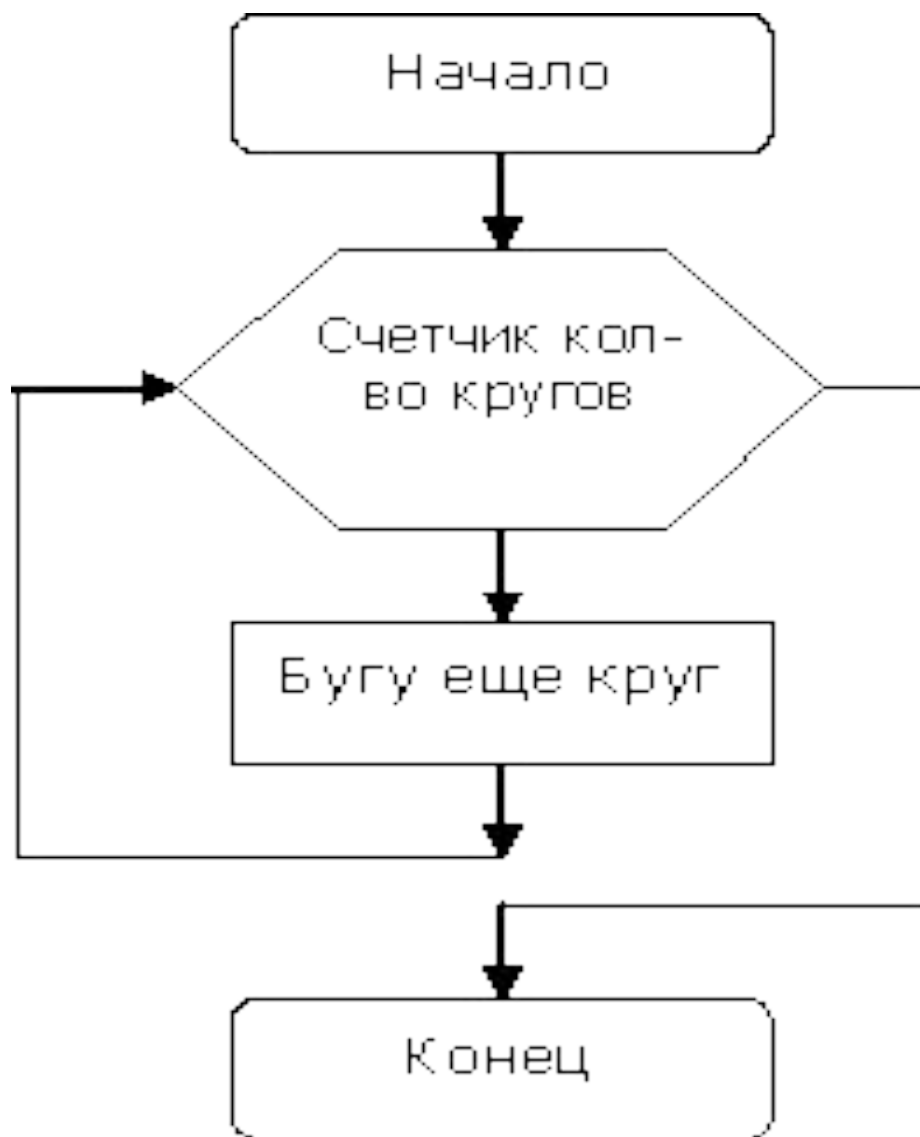 Начало
Счетчик кол-
во кругов
Бугу еще круг
Конец